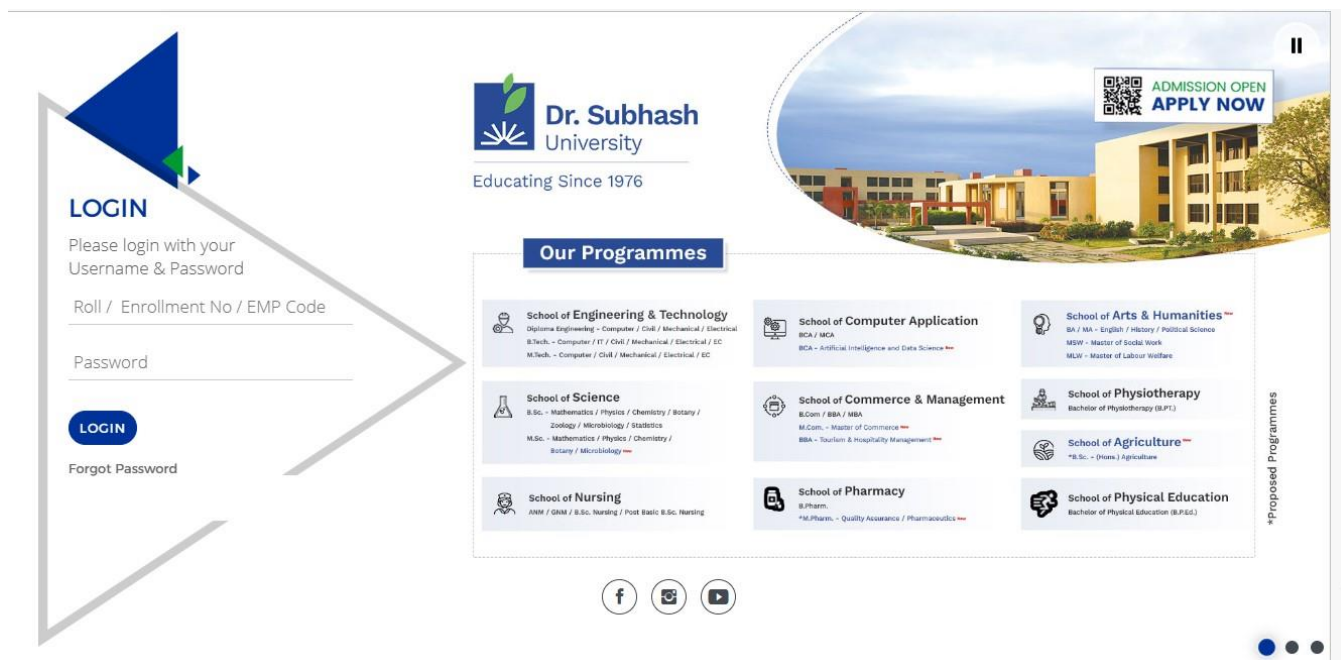 LOGIN
Please login with your
Username & Password
Roll / Enrollment No / EMP Code
Password
LOGIN
Forgot Password
Dr. Subhash
University
Educating Since 1976
ADMISSION OPEN
APPLY NOW
Our Programmes
School of Engineering & Technology
Diploma Engineering - Computer / Civil / Mechanical / Electrical
B.Tech. - Computer / IT / Civil / Mechanical / Electrical / EC
M.Tech. - Computer / Civil / Mechanical / Electrical / EC
School of Computer Application
BCA / MCA
BCA - Artificial Intelligence and Data Science New
School of Arts & Humanities New
BA / MA - English / History / Political Science
MSW - Master of Social Work
MLW - Master of Labour Welfare
School of Science
B.Sc. - Mathematics / Physics / Chemistry / Botany /
Zoology / Microbiology / Statistics
M.Sc. - Mathematics / Physics / Chemistry /
Botany / Microbiology New
School of Commerce & Management
B.Com / BBA / MBA
M.Com. - Master of Commerce New
BBA - Tourism & Hospitality Management New
School of Physiotherapy
Bachelor of Physiotherapy (B.PT.)
School of Agriculture New
*B.Sc. - (Hons.) Agriculture
School of Nursing
ANM / GNM / B.Sc. Nursing / Post Basic B.Sc. Nursing
School of Pharmacy
B.Pharm.
*M.Pharm. - Quality Assurance / Pharmaceutics New
School of Physical Education
Bachelor of Physical Education (B.P.Ed.)
*Proposed Programmes